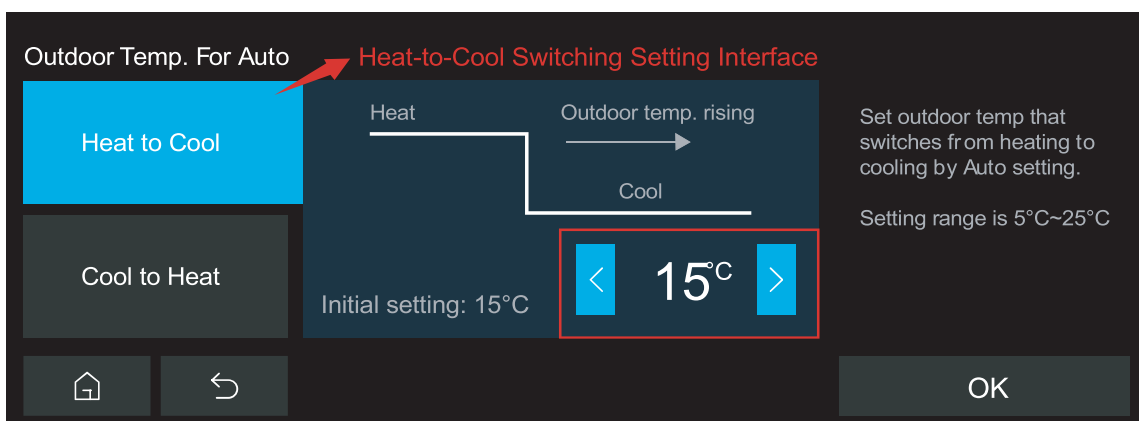 Outdoor Temp. For Auto
Heat-to-Cool Switching Setting Interface
Heat to Cool
Cool to Heat
Heat
Outdoor temp. rising
Cool
Initial setting: 15°C
15°C
Set outdoor temp that
switches from heating to
cooling by Auto setting.
Setting range is 5°C~25°C
OK